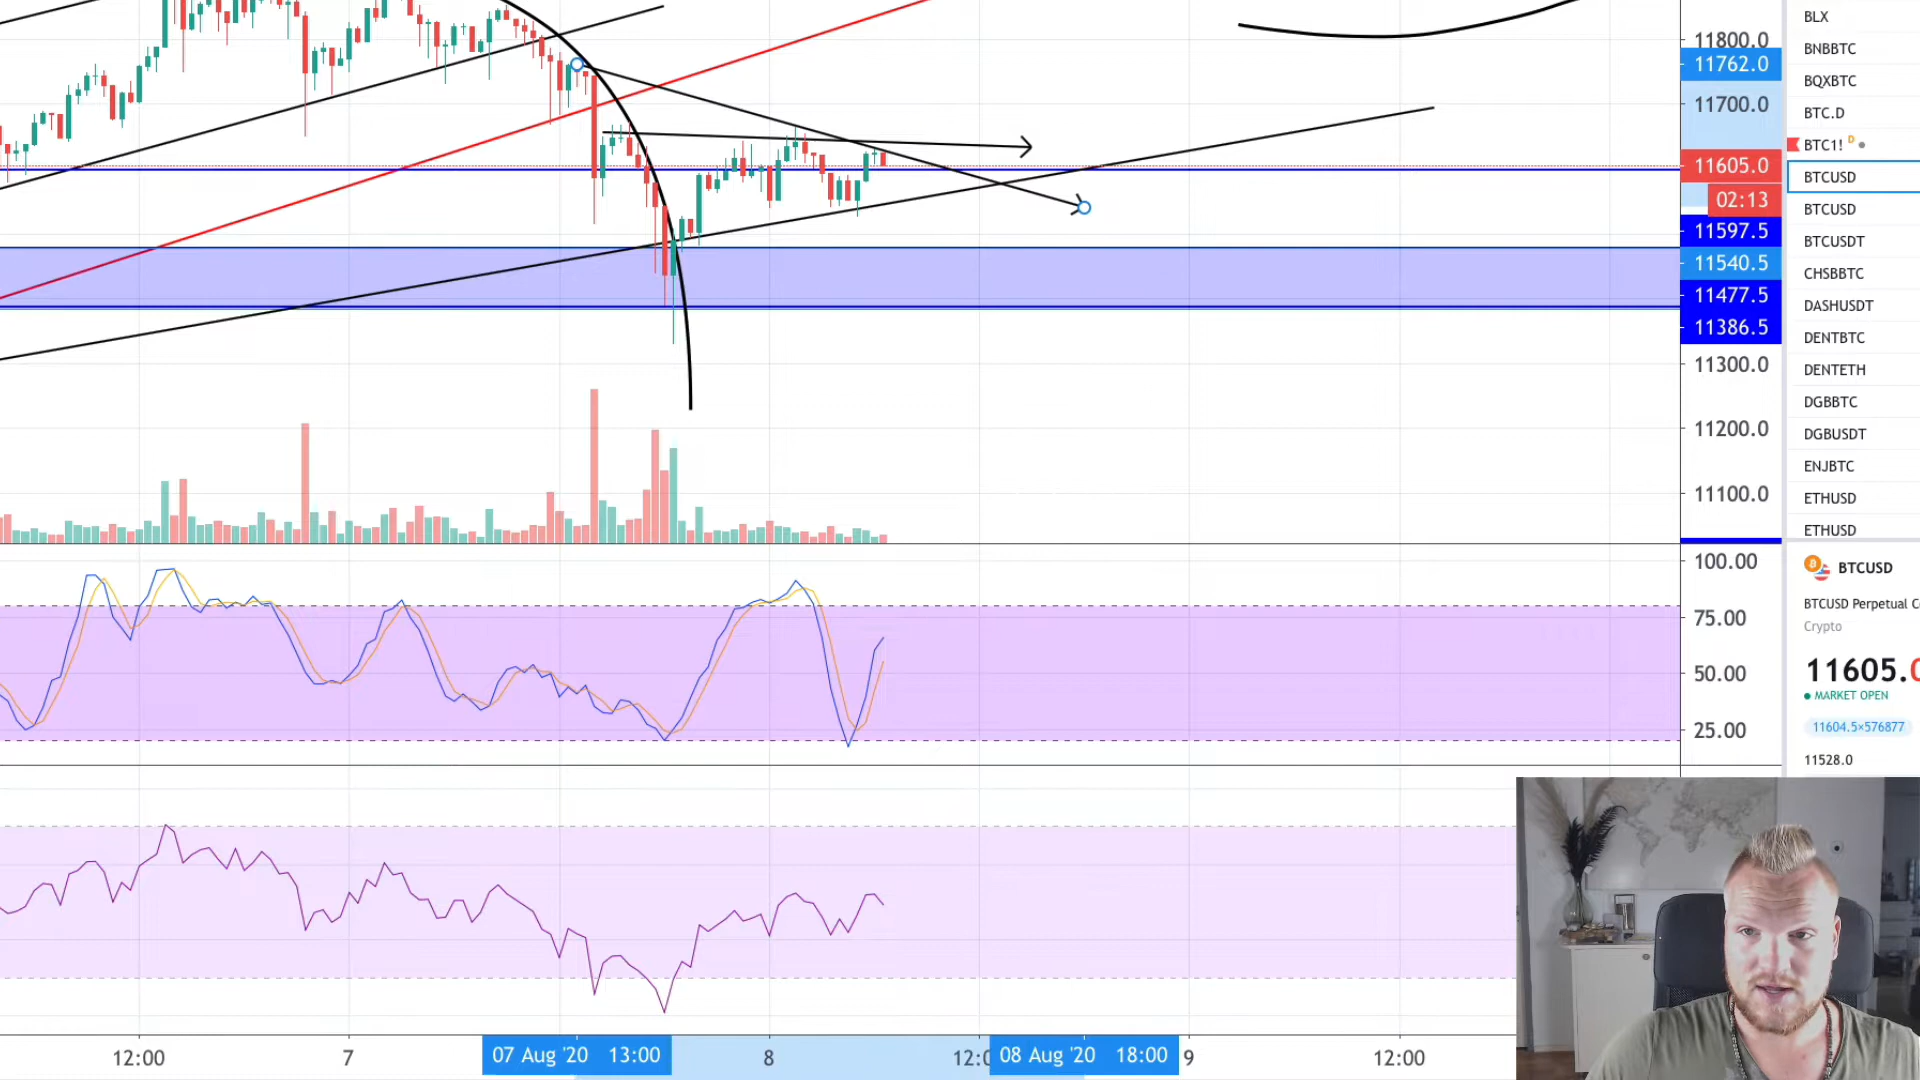 11800.0
11762.0
11700.0
11605.0
02:13
11597.5
11540.5
11477.5
11386.5
11300.0
11200.0
11100.0
100.00
75.00
50.00
25.00
12:00
7
07 Aug '20 13:00
8
12:0
08 Aug '20 18:00
9
12:00
BLX
BNBBTC
BQXBTC
BTC.D
BTC1! D
BTCUSD
BTCUSD
BTCUSDT
CHSBBTC
DASHUSDT
DENTBTC
DENTETH
DGBBTC
DGBUSDT
ENJBTC
ETHUSD
ETHUSD
BTCUSD
BTCUSD Perpetual C
Crypto
11605.0
MARKET OPEN
11604.5×576877
11528.0